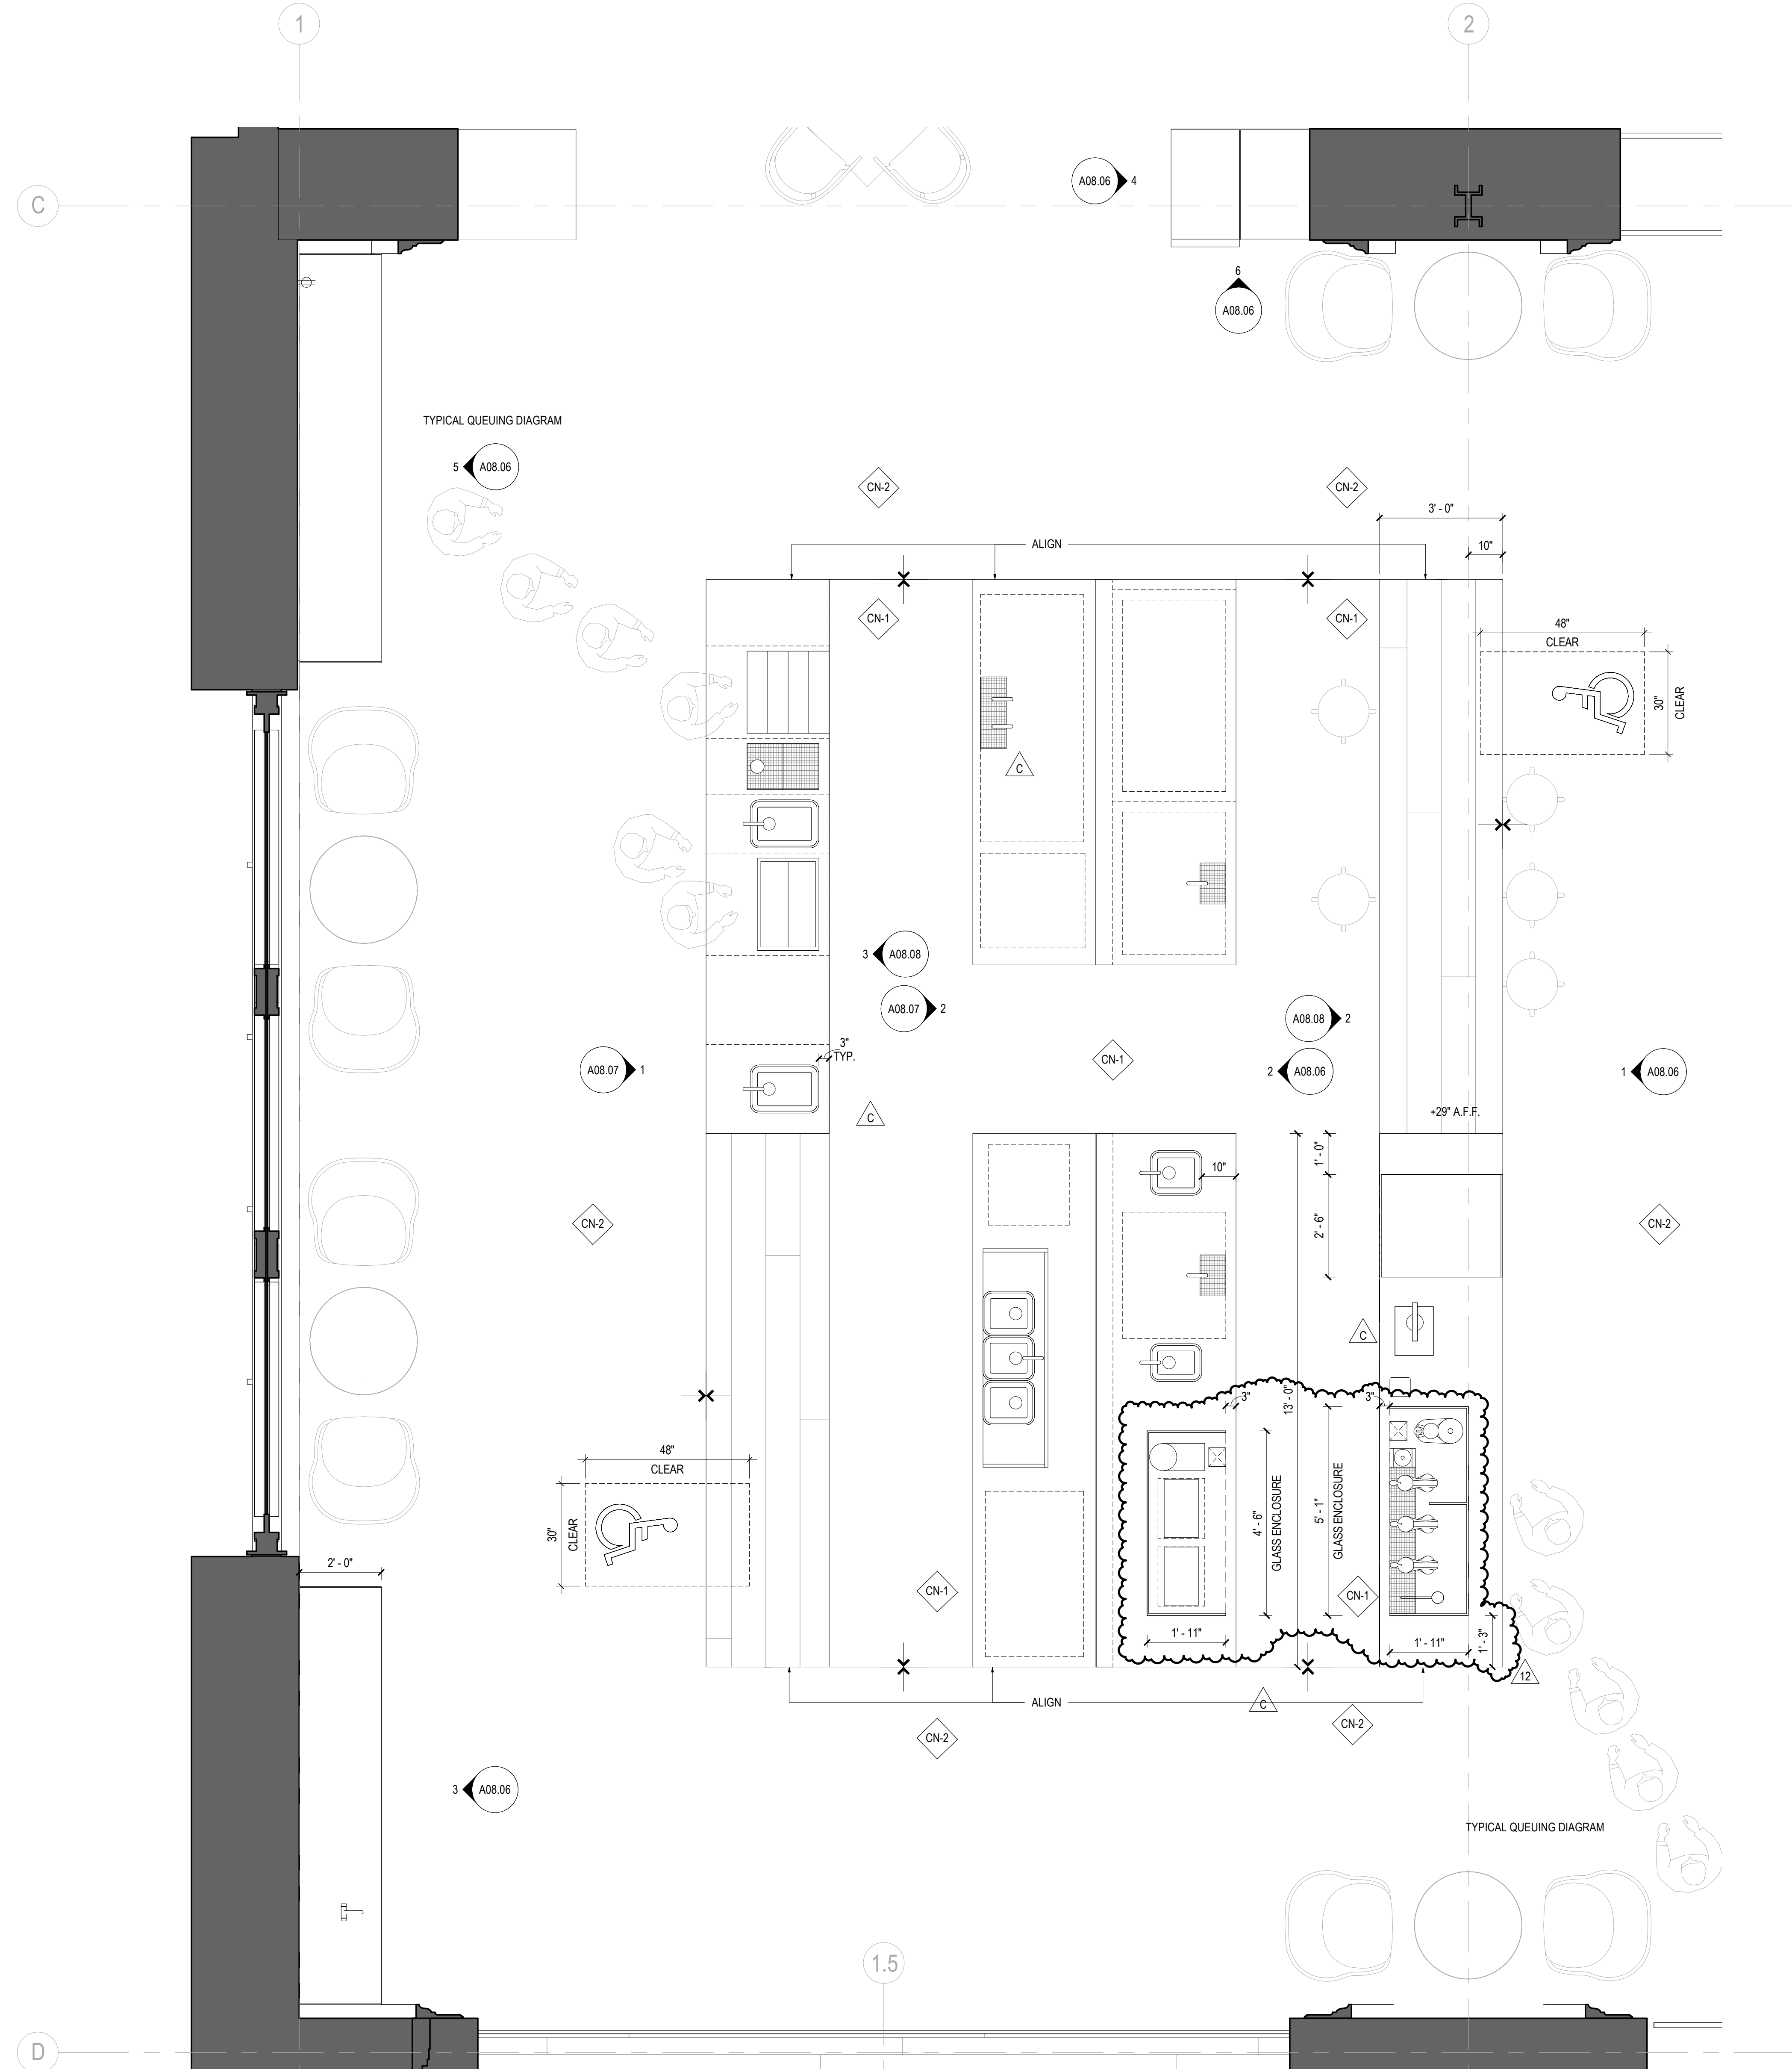 1
2
C
A08.06
4
6
A08.06
TYPICAL QUEUING DIAGRAM
5
A08.06
CN-2
CN-2
3' - 0"
10"
ALIGN
CN-1
CN-1
48"
CLEAR
30"
CLEAR
C
3
A08.08
A08.07
2
A08.08
2
3"
TYP.
CN-1
A08.07
1
2
A08.06
1
A08.06
C
+29" A.F.F.
1' - 0"
10"
2' - 6"
CN-2
CN-2
C
3"
13' - 0"
3"
48"
CLEAR
30"
CLEAR
4' - 6"
GLASS ENCLOSURE
5' - 1"
GLASS ENCLOSURE
2' - 0"
CN-1
CN-1
1' - 11"
1' - 11"
1' - 3"
12
ALIGN
C
CN-2
CN-2
3
A08.06
TYPICAL QUEUING DIAGRAM
1.5
D